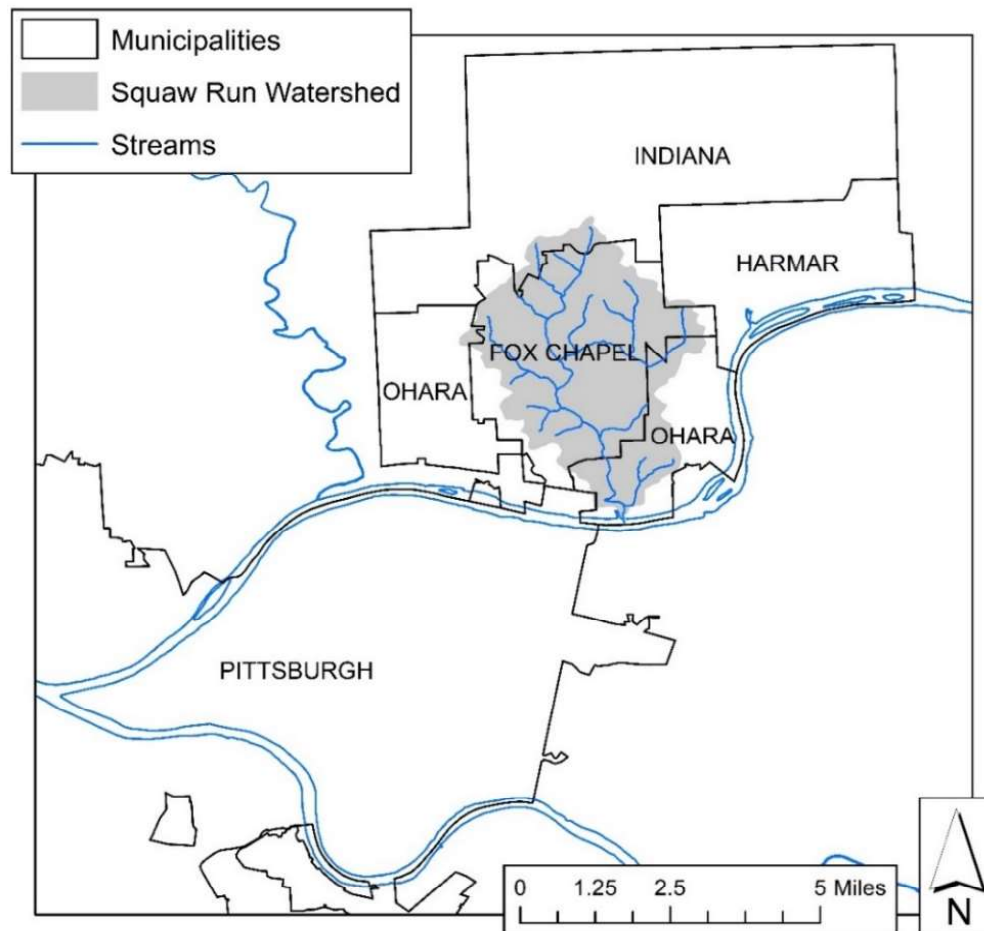 Municipalities
Squaw Run Watershed
Streams
INDIANA
HARMAR
FOX CHAPEL
OHARA
OHARA
PITTSBURGH
0 1.25 2.5 5 Miles
N